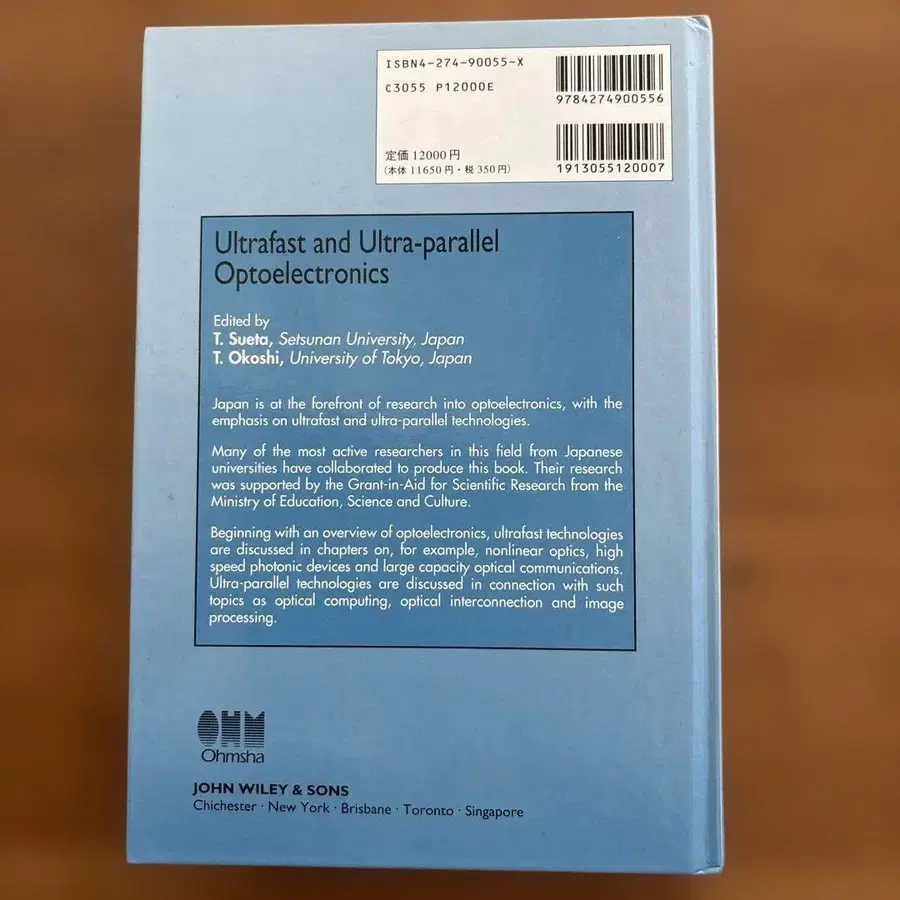 ISBN4-274-90055-X
C3055 P12000E
9784274900556
定価 12000円
(本体 11650円・税 350円)
1913055120007
Ultrafast and Ultra-parallel
Optoelectronics
Edited by
T. Sueta, Setsunan University, Japan
T. Okoshi, University of Tokyo, Japan
Japan is at the forefront of research into optoelectronics, with the
emphasis on ultrafast and ultra-parallel technologies.
Many of the most active researchers in this field from Japanese
universities have collaborated to produce this book. Their research
was supported by the Grant-in-Aid for Scientific Research from the
Ministry of Education, Science and Culture.
Beginning with an overview of optoelectronics, ultrafast technologies
are discussed in chapters on, for example, nonlinear optics, high
speed photonic devices and large capacity optical communications.
Ultra-parallel technologies are discussed in connection with such
topics as optical computing, optical interconnection and image
processing.
OHM
Ohmsha
JOHN WILEY & SONS
Chichester · New York · Brisbane · Toronto · Singapore